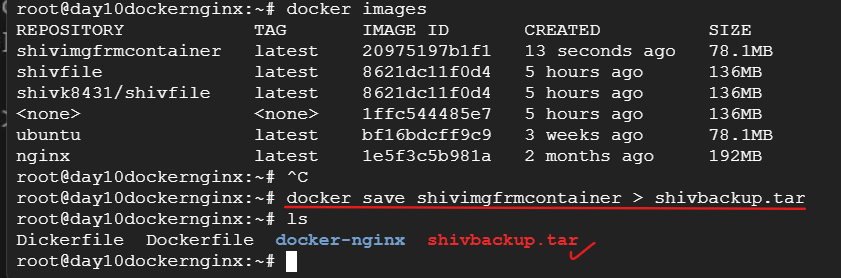 root@day10dockernginx:~# docker images
REPOSITORY TAG IMAGE ID CREATED SIZE
shivimgfrmcontainer latest 20975197b1f1 13 seconds ago 78.1MB
shivfile latest 8621dc11f0d4 5 hours ago 136MB
shivk8431/shivfile latest 8621dc11f0d4 5 hours ago 136MB
<none> <none> 1ffc544485e7 5 hours ago 136MB
ubuntu latest bf16bdcff9c9 3 weeks ago 78.1MB
nginx latest 1e5f3c5b981a 2 months ago 192MB
root@day10dockernginx:~# ^C
root@day10dockernginx:~# docker save shivimgfrmcontainer > shivbackup.tar
root@day10dockernginx:~# ls
Dickerfile Dockerfile docker-nginx shivbackup.tar
root@day10dockernginx:~#